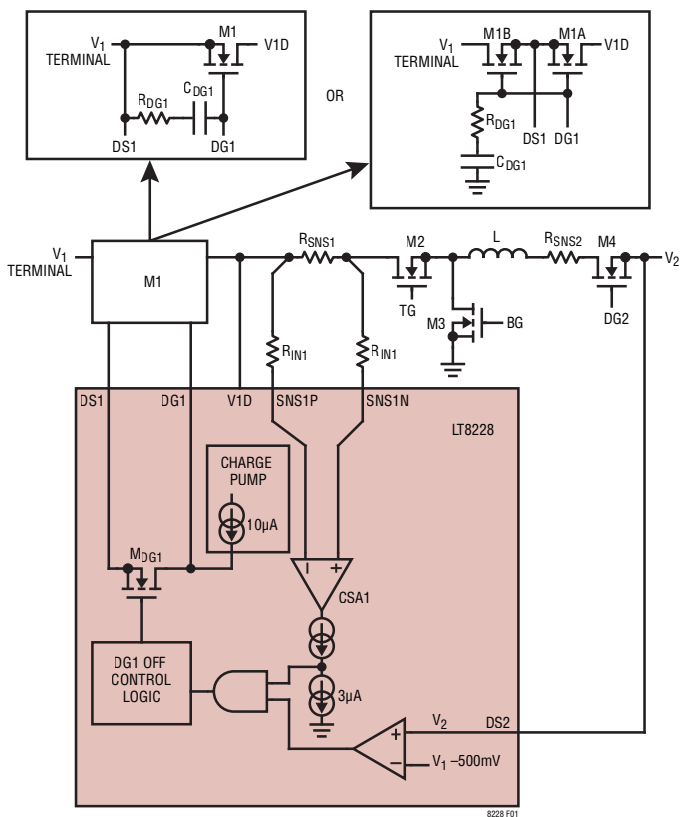 M1
V1
TERMINAL
V1D
RDG1
CDG1
DS1
DG1
OR
M1B
M1A
V1
TERMINAL
V1D
RDG1
DS1
DG1
CDG1
V1
TERMINAL
M1
RSNS1
M2
TG
L
RSNS2
M4
V2
DG2
M3
BG
RIN1
RIN1
DS1
DG1
V1D
SNS1P
SNS1N
LT8228
CHARGE
PUMP
10µA
MDG1
CSA1
DG1 OFF
CONTROL
LOGIC
3µA
V2
DS2
V1 –500mV
8228 F01